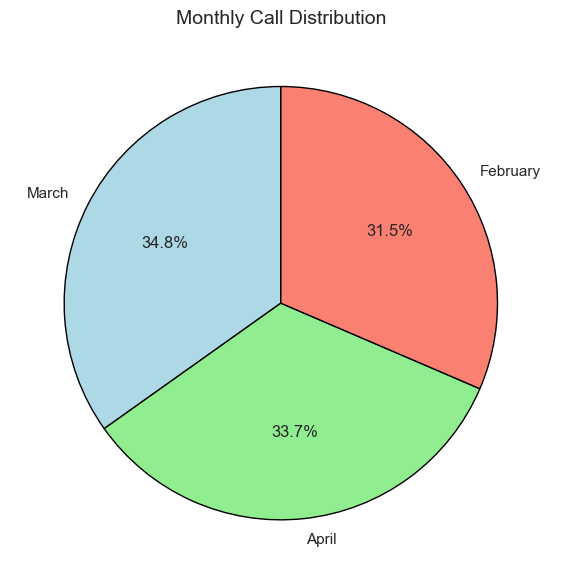 Monthly Call Distribution
February
March
31.5%
34.8%
33.7%
April